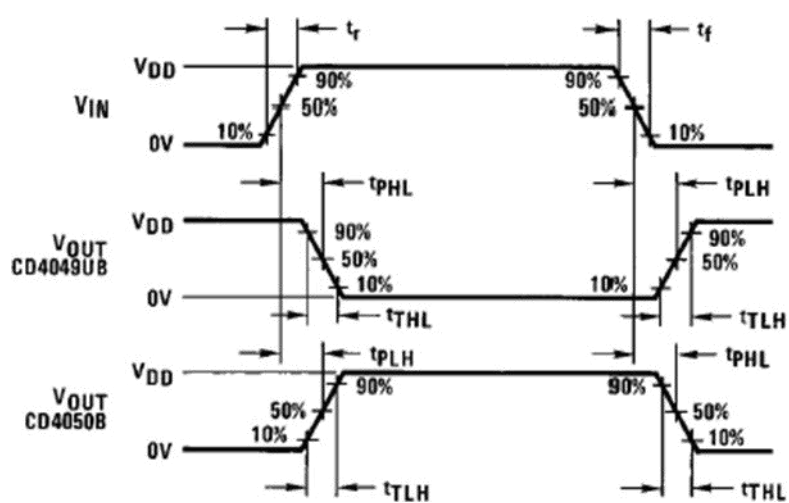 tr tf
VDD 90% 90%
VIN 50% 50%
0V 10% 10%
tPHL tPLH
VDD 90% 90%
VOUT
CD4049UB 50% 50%
0V 10% 10%
tTHL tTLH
tPLH tPHL
VDD 90% 90%
VOUT
CD4050B 50% 50%
0V 10% 10%
tTLH tTHL